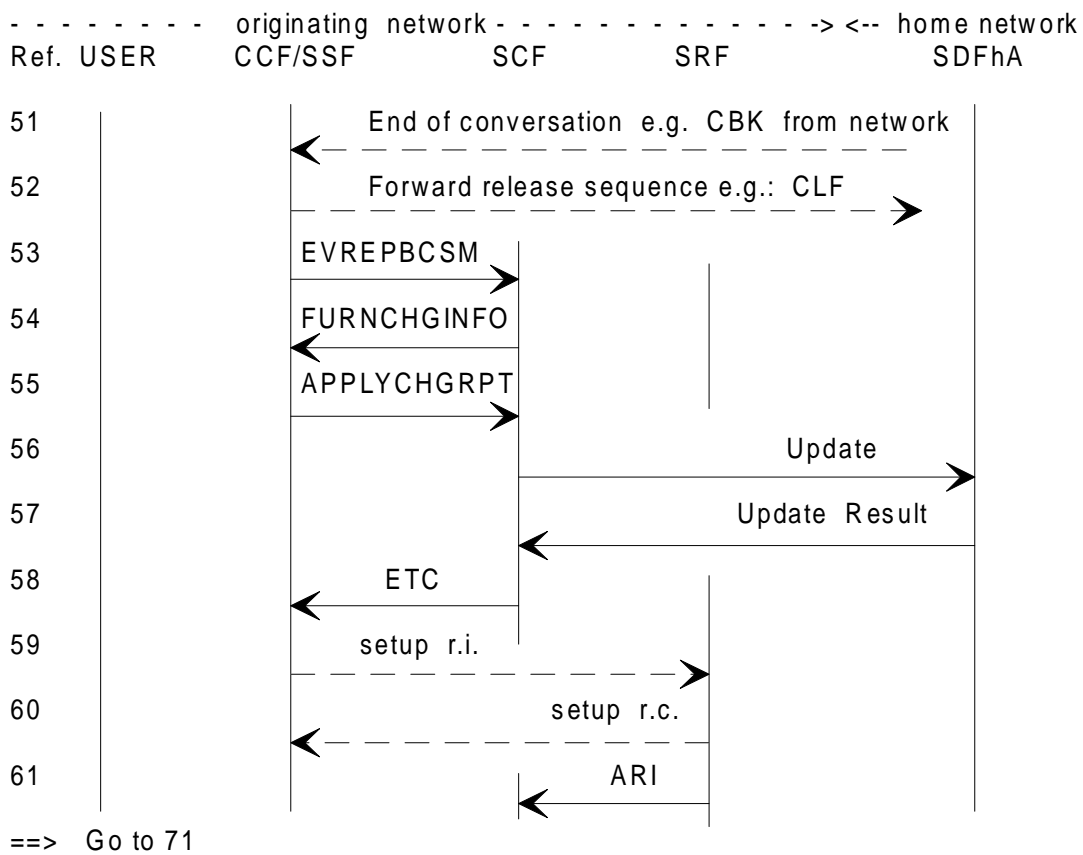 - - - - - - - - originating network - - - - - - - - - - - - - -> <-- home network
Ref. USER CCF/SSF SCF SRF SDFhA
51 End of conversation e.g. CBK from network
52 Forward release sequence e.g.: CLF
53 EVREPBCSM
54 FURNCHGINFO
55 APPLYCHGRPT
56 Update
57 Update Result
58 ETC
59 setup r.i.
60 setup r.c.
61 ARI
==> Go to 71